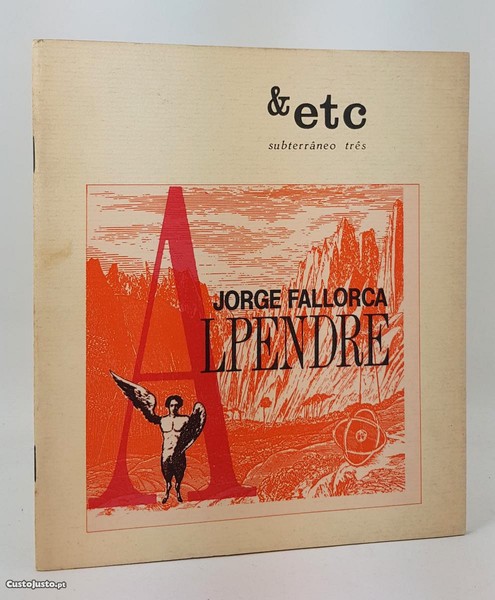 & etc
subterrâneo três
JORGE FALLORCA
ALPENDRE
CustoJusto.pt